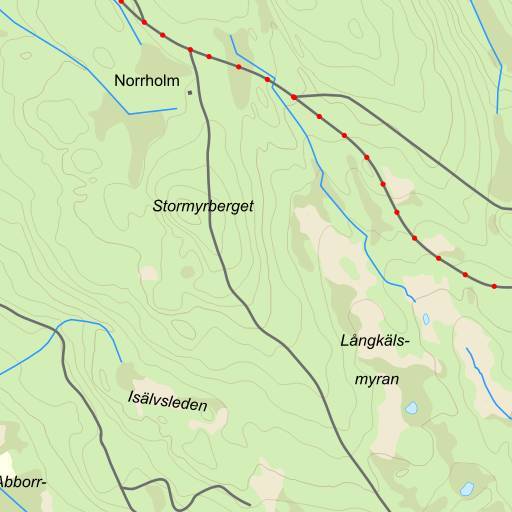 Norrholm
Stormyrberget
Långkäls-
myran
Isälvsleden
Abborr-